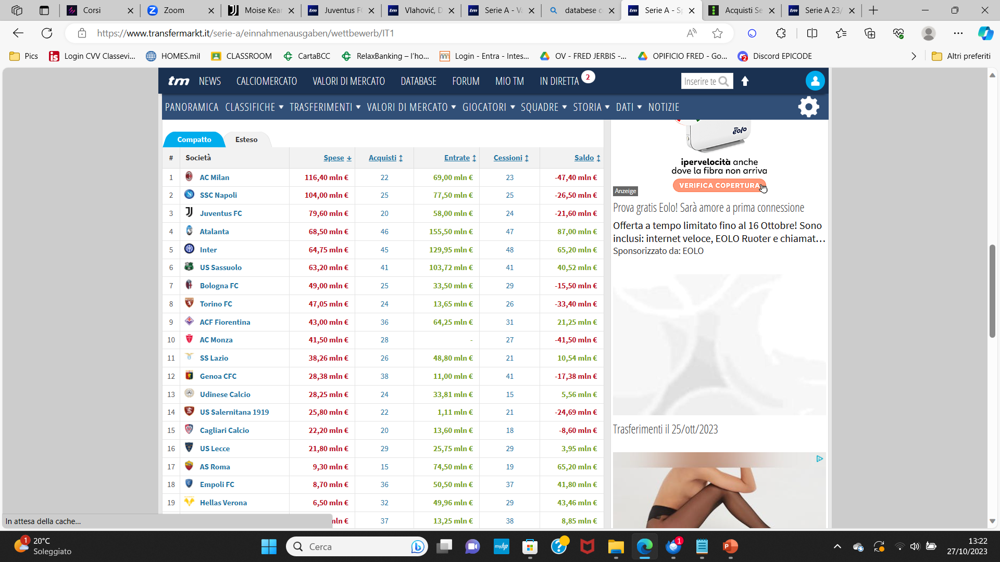 Corsi
Zoom
Moise Kear
Juventus F
Vlahović, D
Serie A - Va
databese c
Serie A - Sp
Acquisti Se
Serie A 23/
https://www.transfermarkt.it/serie-a/einnahmenausgaben/wettbewerb/IT1
Pics
Login CVV Classevi...
HOMES.mil
CLASSROOM
CartaBCC
RelaxBanking – l'ho...
Login - Entra - Intes...
OV - FRED JERBIS -...
OPIFICIO FRED - Go...
2
Discord EPICODE
Altri preferiti
tm NEWS CALCIOMERCATO VALORI DI MERCATO DATABASE FORUM MIO TM IN DIRETTA 2
Inserire te
PANORAMICA CLASSIFICHE TRASFERIMENTI VALORI DI MERCATO GIOCATORI SQUADRE STORIA DATI NOTIZIE
Compatto Esteso
# Società Spese Acquisti Entrate Cessioni Saldo
1 AC Milan 116,40 mln € 22 69,00 mln € 23 -47,40 mln €
2 SSC Napoli 104,00 mln € 25 77,50 mln € 25 -26,50 mln €
3 Juventus FC 79,60 mln € 20 58,00 mln € 24 -21,60 mln €
4 Atalanta 68,50 mln € 46 155,50 mln € 47 87,00 mln €
5 Inter 64,75 mln € 45 129,95 mln € 48 65,20 mln €
6 US Sassuolo 63,20 mln € 41 103,72 mln € 41 40,52 mln €
7 Bologna FC 49,00 mln € 25 33,50 mln € 29 -15,50 mln €
8 Torino FC 47,05 mln € 24 13,65 mln € 26 -33,40 mln €
9 ACF Fiorentina 43,00 mln € 36 64,25 mln € 31 21,25 mln €
10 AC Monza 41,50 mln € 28 - 27 -41,50 mln €
11 SS Lazio 38,26 mln € 26 48,80 mln € 21 10,54 mln €
12 Genoa CFC 28,38 mln € 38 11,00 mln € 41 -17,38 mln €
13 Udinese Calcio 28,25 mln € 24 33,81 mln € 15 5,56 mln €
14 US Salernitana 1919 25,80 mln € 22 1,11 mln € 21 -24,69 mln €
15 Cagliari Calcio 22,20 mln € 20 13,60 mln € 18 -8,60 mln €
16 US Lecce 21,80 mln € 29 25,75 mln € 29 3,95 mln €
17 AS Roma 9,30 mln € 15 74,50 mln € 19 65,20 mln €
18 Empoli FC 8,70 mln € 36 50,50 mln € 37 41,80 mln €
19 Hellas Verona 6,50 mln € 32 49,96 mln € 29 43,46 mln €
mln € 37 13,25 mln € 38 8,85 mln €
eolo
ipervelocità anche
dove la fibra non arriva
VERIFICA COPERTURA
Anzeige
Prova gratis Eolo! Sarà amore a prima connessione
Offerta a tempo limitato fino al 16 Ottobre! Sono
inclusi: internet veloce, EOLO Ruoter e chiamat...
Sponsorizzato da: EOLO
Trasferimenti il 25/ott/2023
In attesa della cache...
1
20°C
Soleggiato
Cerca
myhp
1
13:22
27/10/2023